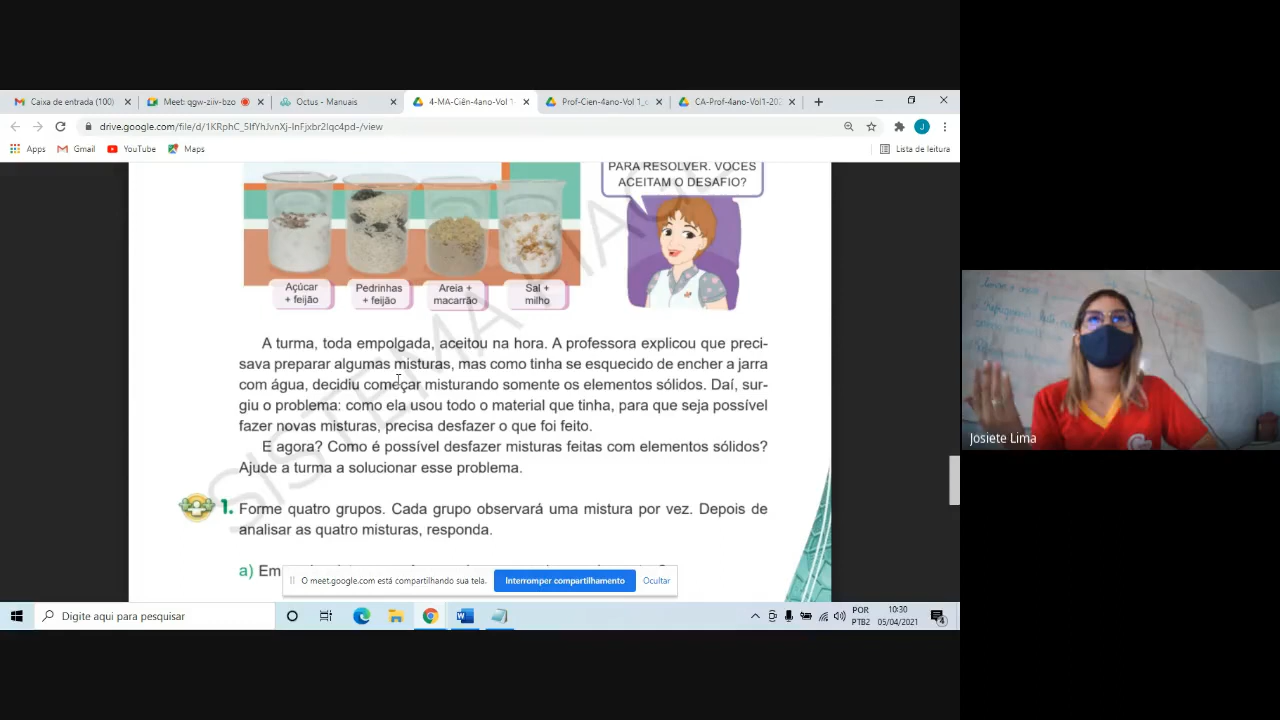 Caixa de entrada (100)
Meet: qgw-ziiv-bzo
Octus - Manuais
4-MA-Ciên-4ano-Vol 1
Prof-Cien-4ano-Vol 1_
CA-Prof-4ano-Vol1-202
drive.google.com/file/d/1KRphC_5IfYhJvnXj-InFjxbr2Iqc4pd-/view
Apps
Gmail
YouTube
Maps
Lista de leitura
PARA RESOLVER. VOCÊS
ACEITAM O DESAFIO?
Açúcar
+ feijão
Pedrinhas
+ feijão
Areia +
macarrão
Sal +
milho
A turma, toda empolgada, aceitou na hora. A professora explicou que preci-
sava preparar algumas misturas, mas como tinha se esquecido de encher a jarra
com água, decidiu começar misturando somente os elementos sólidos. Daí, sur-
giu o problema: como ela usou todo o material que tinha, para que seja possível
fazer novas misturas, precisa desfazer o que foi feito.
E agora? Como é possível desfazer misturas feitas com elementos sólidos?
Ajude a turma a solucionar esse problema.
1. Forme quatro grupos. Cada grupo observará uma mistura por vez. Depois de
analisar as quatro misturas, responda.
a) Em
SISTEMA
O meet.google.com está compartilhando sua tela.
Interromper compartilhamento
Ocultar
Digite aqui para pesquisar
POR
PTB2
10:30
05/04/2021
4
J
Josiete Lima